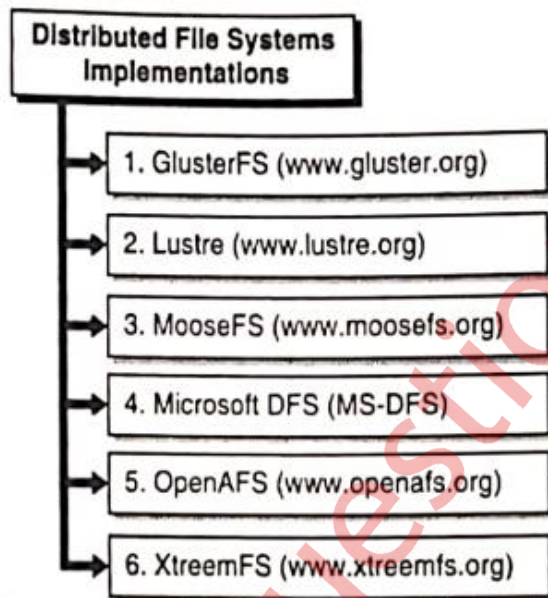 Distributed File Systems
Implementations
1. GlusterFS (www.gluster.org)
2. Lustre (www.lustre.org)
3. MooseFS (www.moosefs.org)
4. Microsoft DFS (MS-DFS)
5. OpenAFS (www.openafs.org)
6. XtreemFS (www.xtreemfs.org)